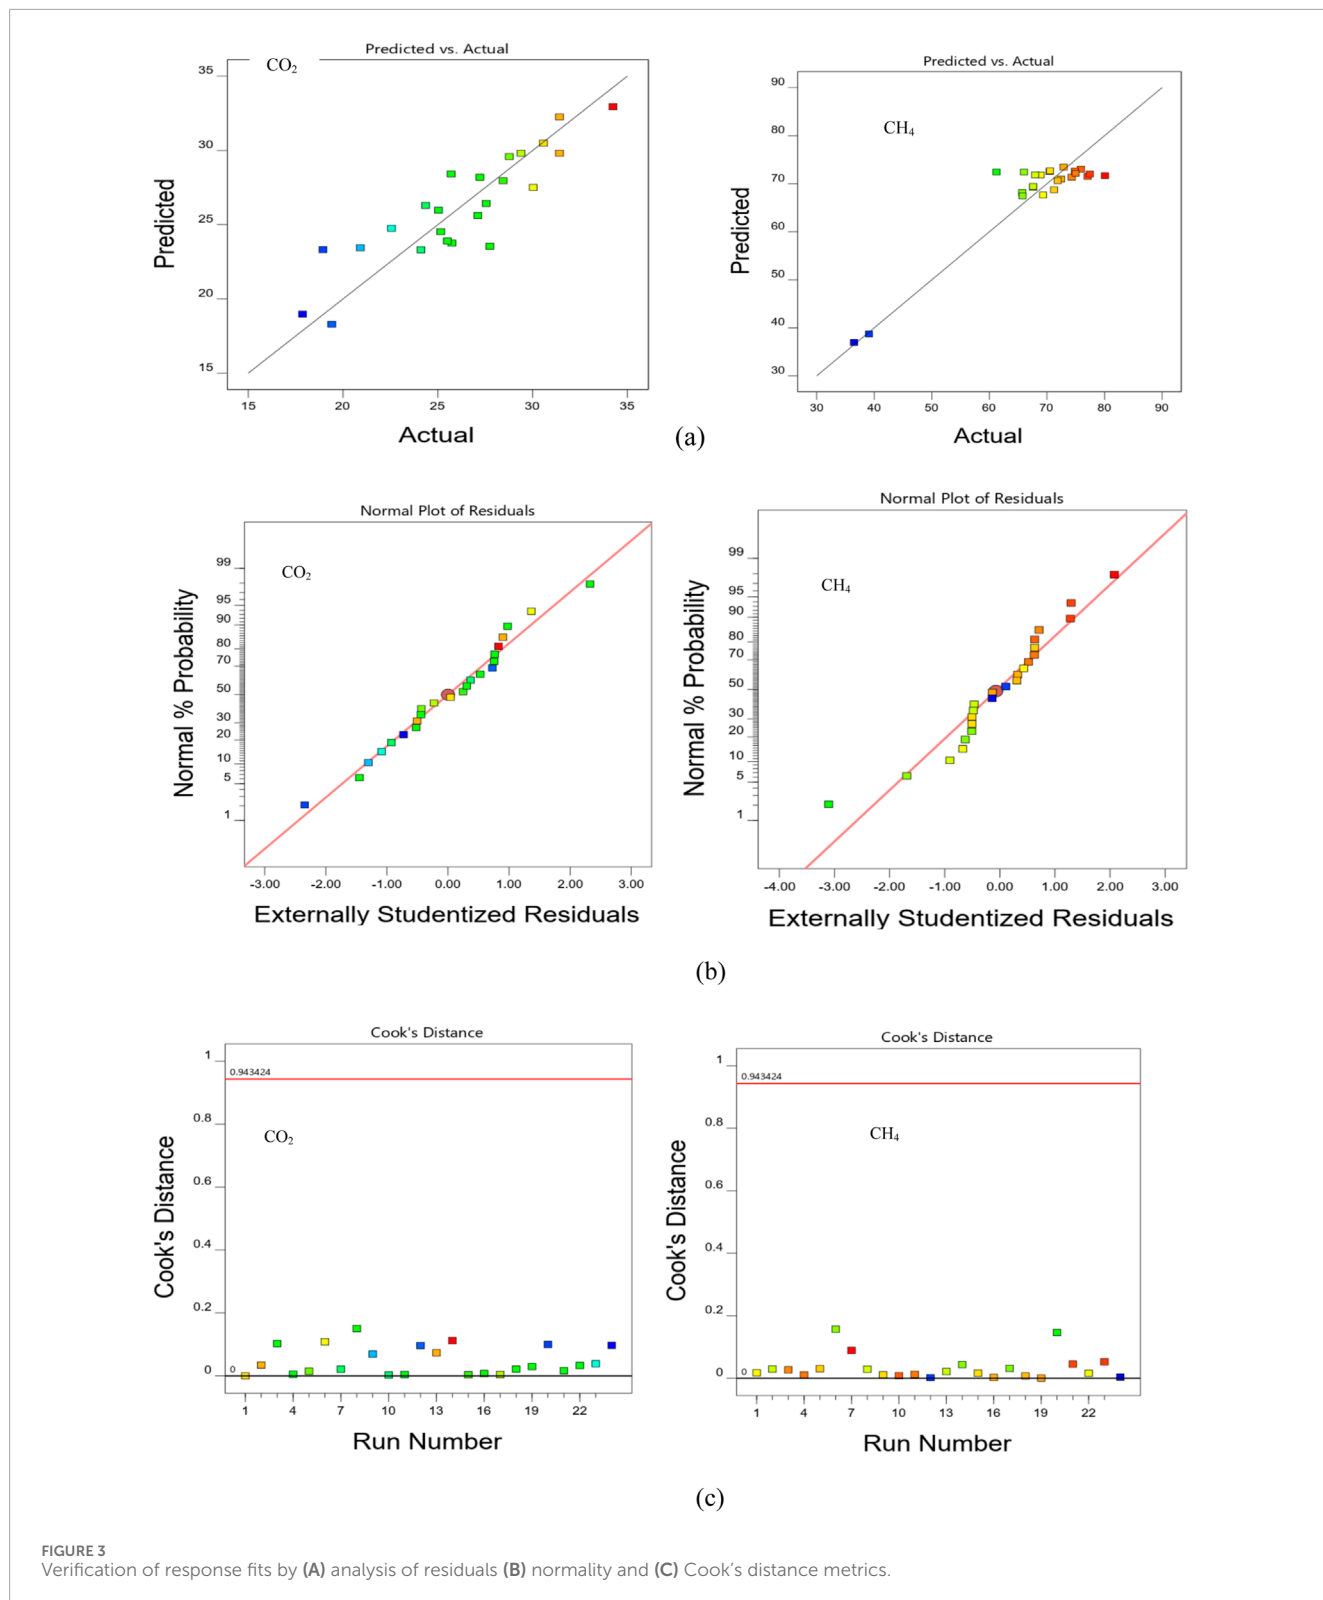 Predicted vs. Actual
CO₂
35
30
25
20
15
Predicted
15 20 25 30 35
Actual
Predicted vs. Actual
CH₄
90
80
70
60
50
40
30
Predicted
30 40 50 60 70 80 90
Actual
(a)
Normal Plot of Residuals
CO₂
99
95
90
80
70
50
30
20
10
5
1
Normal % Probability
-3.00 -2.00 -1.00 0.00 1.00 2.00 3.00
Externally Studentized Residuals
Normal Plot of Residuals
CH₄
99
95
90
80
70
50
30
20
10
5
1
Normal % Probability
-4.00 -3.00 -2.00 -1.00 0.00 1.00 2.00 3.00
Externally Studentized Residuals
(b)
Cook's Distance
1
0.943424
0.8
CO₂
0.6
0.4
0.2
0
0
Cook's Distance
1 4 7 10 13 16 19 22
Run Number
Cook's Distance
1
0.943424
0.8
CH₄
0.6
0.4
0.2
0
0
Cook's Distance
1 4 7 10 13 16 19 22
Run Number
(c)
FIGURE 3
Verification of response fits by (A) analysis of residuals (B) normality and (C) Cook's distance metrics.